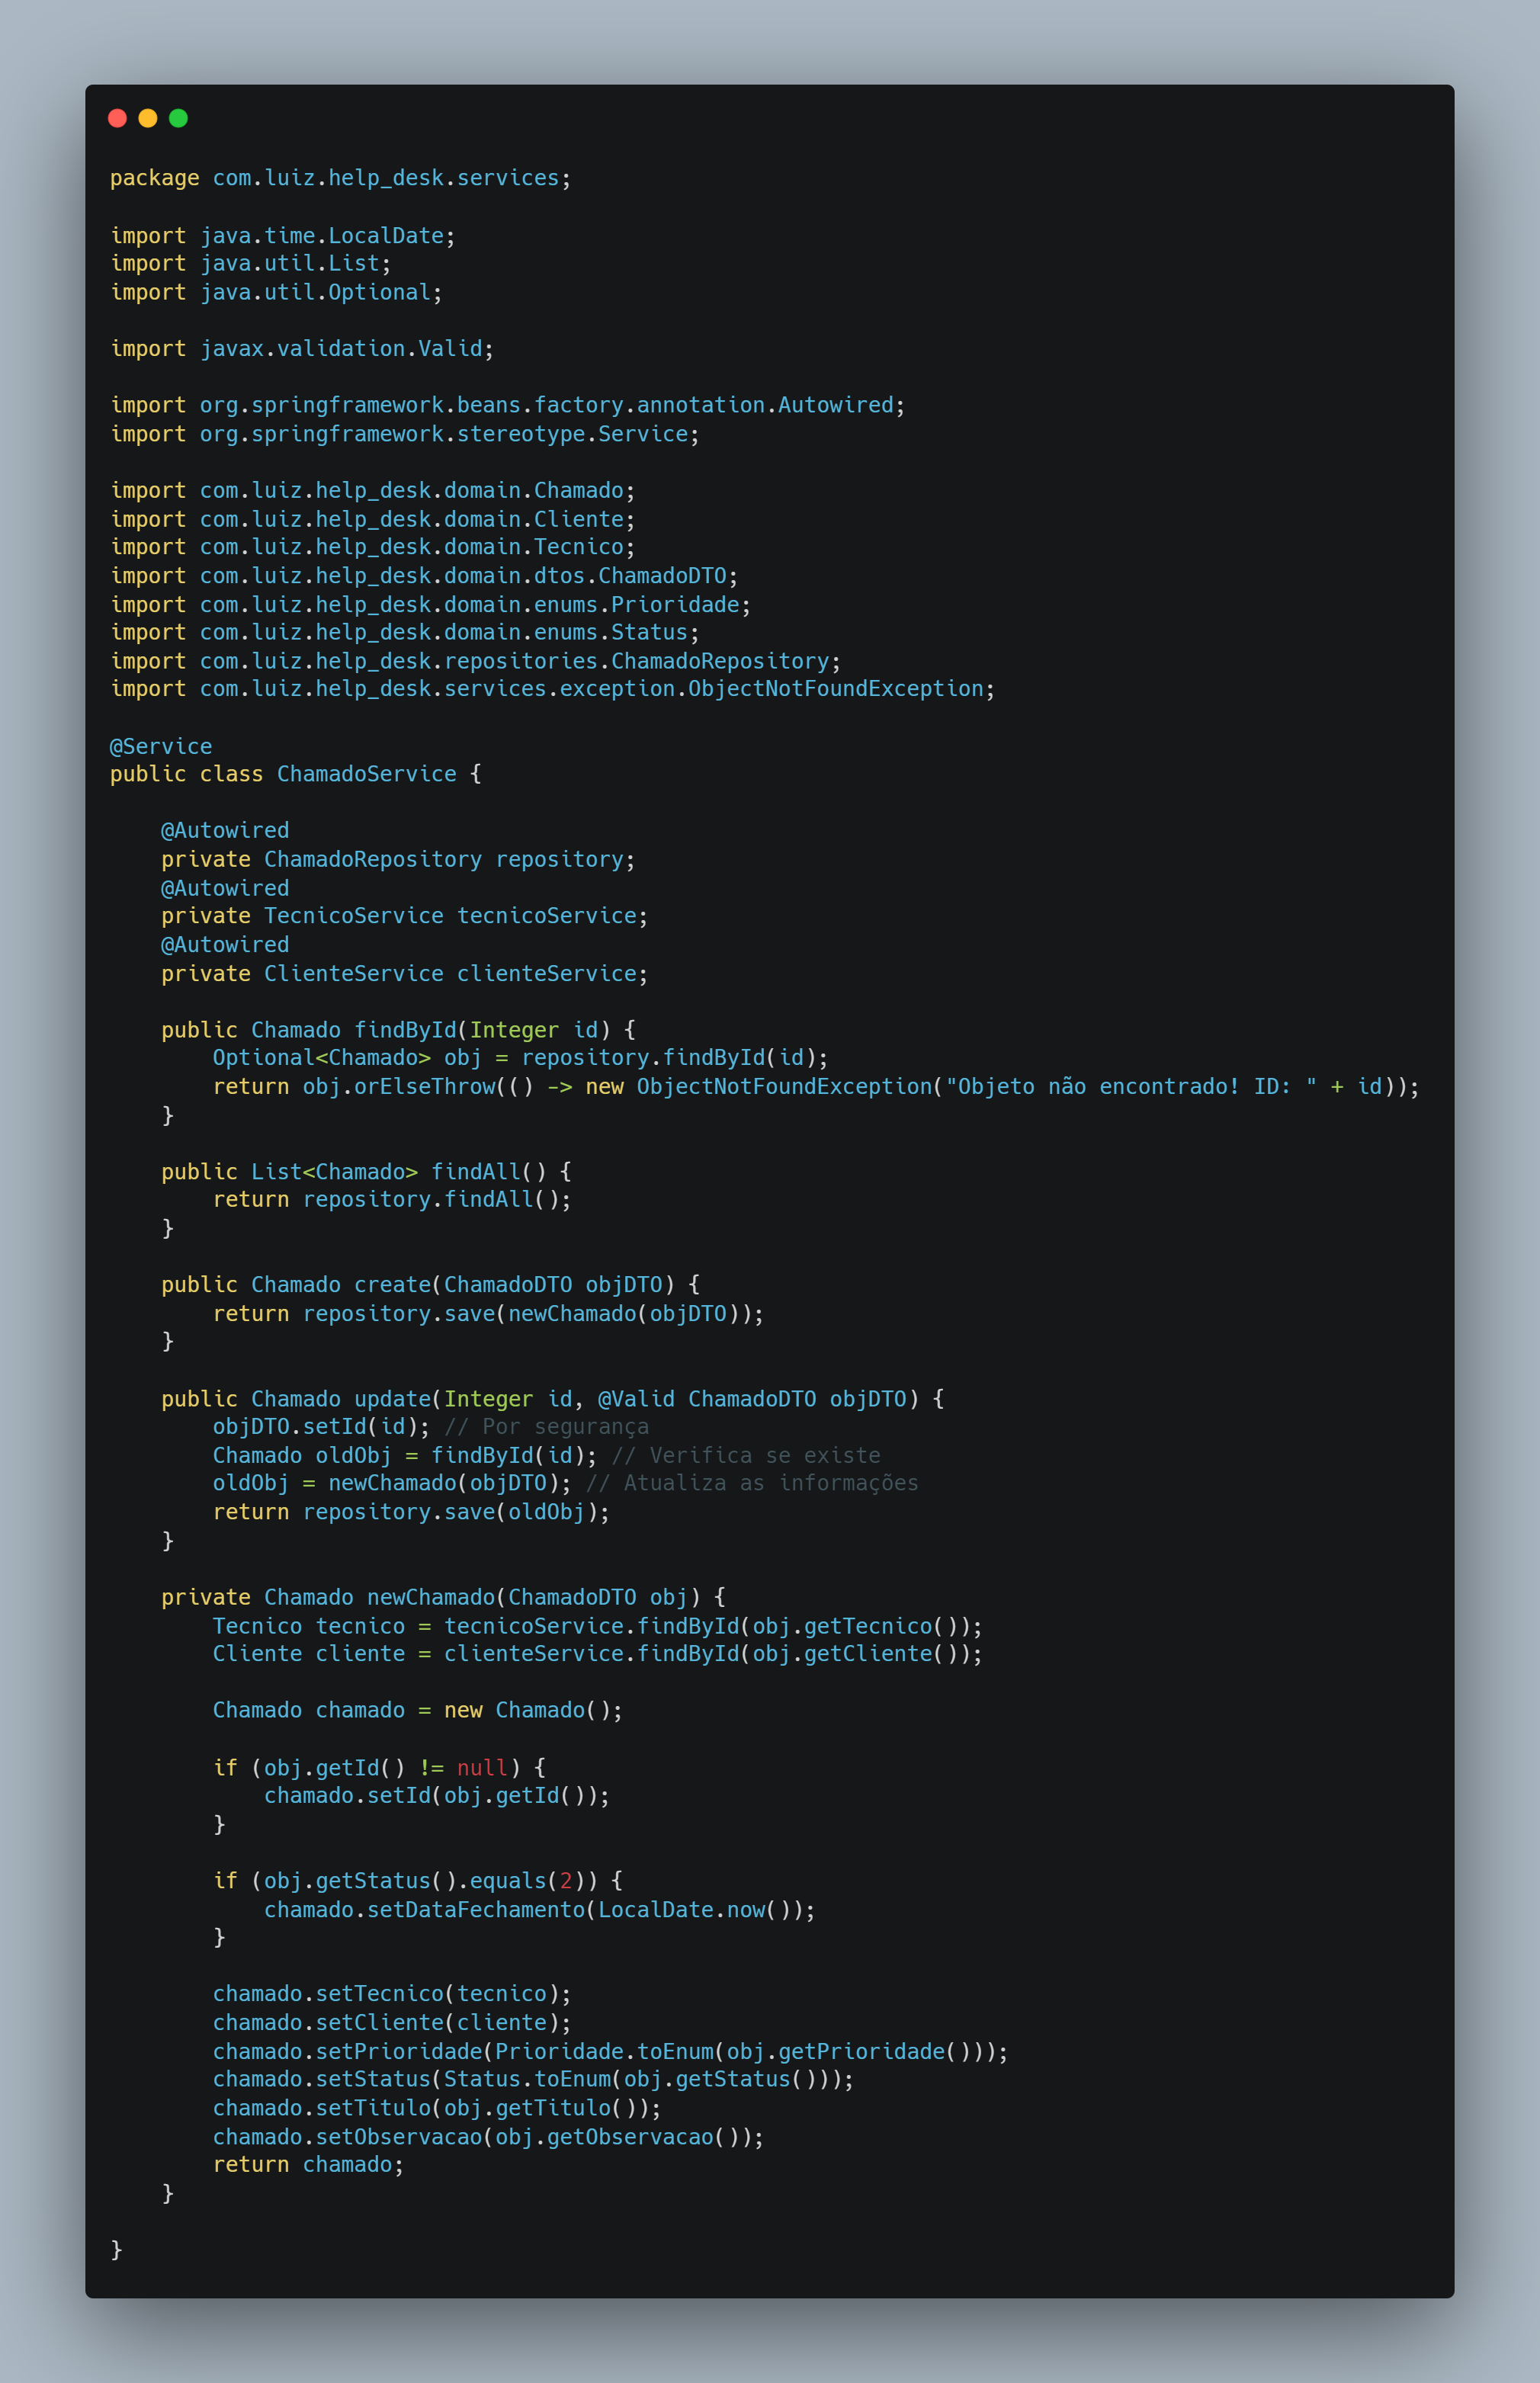 package com.luiz.help_desk.services;
import java.time.LocalDate;
import java.util.List;
import java.util.Optional;
import javax.validation.Valid;
import org.springframework.beans.factory.annotation.Autowired;
import org.springframework.stereotype.Service;
import com.luiz.help_desk.domain.Chamado;
import com.luiz.help_desk.domain.Cliente;
import com.luiz.help_desk.domain.Tecnico;
import com.luiz.help_desk.domain.dtos.ChamadoDTO;
import com.luiz.help_desk.domain.enums.Prioridade;
import com.luiz.help_desk.domain.enums.Status;
import com.luiz.help_desk.repositories.ChamadoRepository;
import com.luiz.help_desk.services.exception.ObjectNotFoundException;
@Service
public class ChamadoService {
@Autowired
private ChamadoRepository repository;
@Autowired
private TecnicoService tecnicoService;
@Autowired
private ClienteService clienteService;
public Chamado findById(Integer id) {
Optional<Chamado> obj = repository.findById(id);
return obj.orElseThrow(() -> new ObjectNotFoundException("Objeto não encontrado! ID: " + id));
}
public List<Chamado> findAll() {
return repository.findAll();
}
public Chamado create(ChamadoDTO objDTO) {
return repository.save(newChamado(objDTO));
}
public Chamado update(Integer id, @Valid ChamadoDTO objDTO) {
objDTO.setId(id); // Por segurança
Chamado oldObj = findById(id); // Verifica se existe
oldObj = newChamado(objDTO); // Atualiza as informações
return repository.save(oldObj);
}
private Chamado newChamado(ChamadoDTO obj) {
Tecnico tecnico = tecnicoService.findById(obj.getTecnico());
Cliente cliente = clienteService.findById(obj.getCliente());
Chamado chamado = new Chamado();
if (obj.getId() != null) {
chamado.setId(obj.getId());
}
if (obj.getStatus().equals(2)) {
chamado.setDataFechamento(LocalDate.now());
}
chamado.setTecnico(tecnico);
chamado.setCliente(cliente);
chamado.setPrioridade(Prioridade.toEnum(obj.getPrioridade()));
chamado.setStatus(Status.toEnum(obj.getStatus()));
chamado.setTitulo(obj.getTitulo());
chamado.setObservacao(obj.getObservacao());
return chamado;
}
}